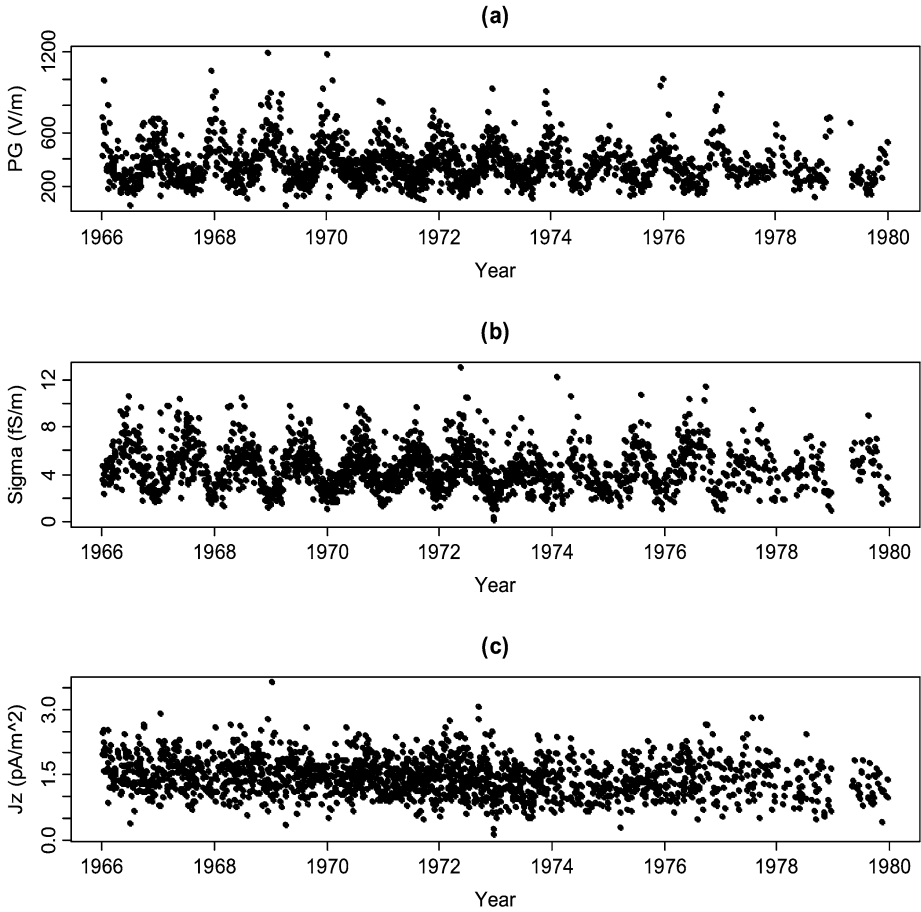 (a)
PG (V/m)
200 600 1200
1966 1968 1970 1972 1974 1976 1978 1980
Year
(b)
Sigma (fS/m)
0 4 8 12
1966 1968 1970 1972 1974 1976 1978 1980
Year
(c)
Jz (pA/m^2)
0.0 1.5 3.0
1966 1968 1970 1972 1974 1976 1978 1980
Year